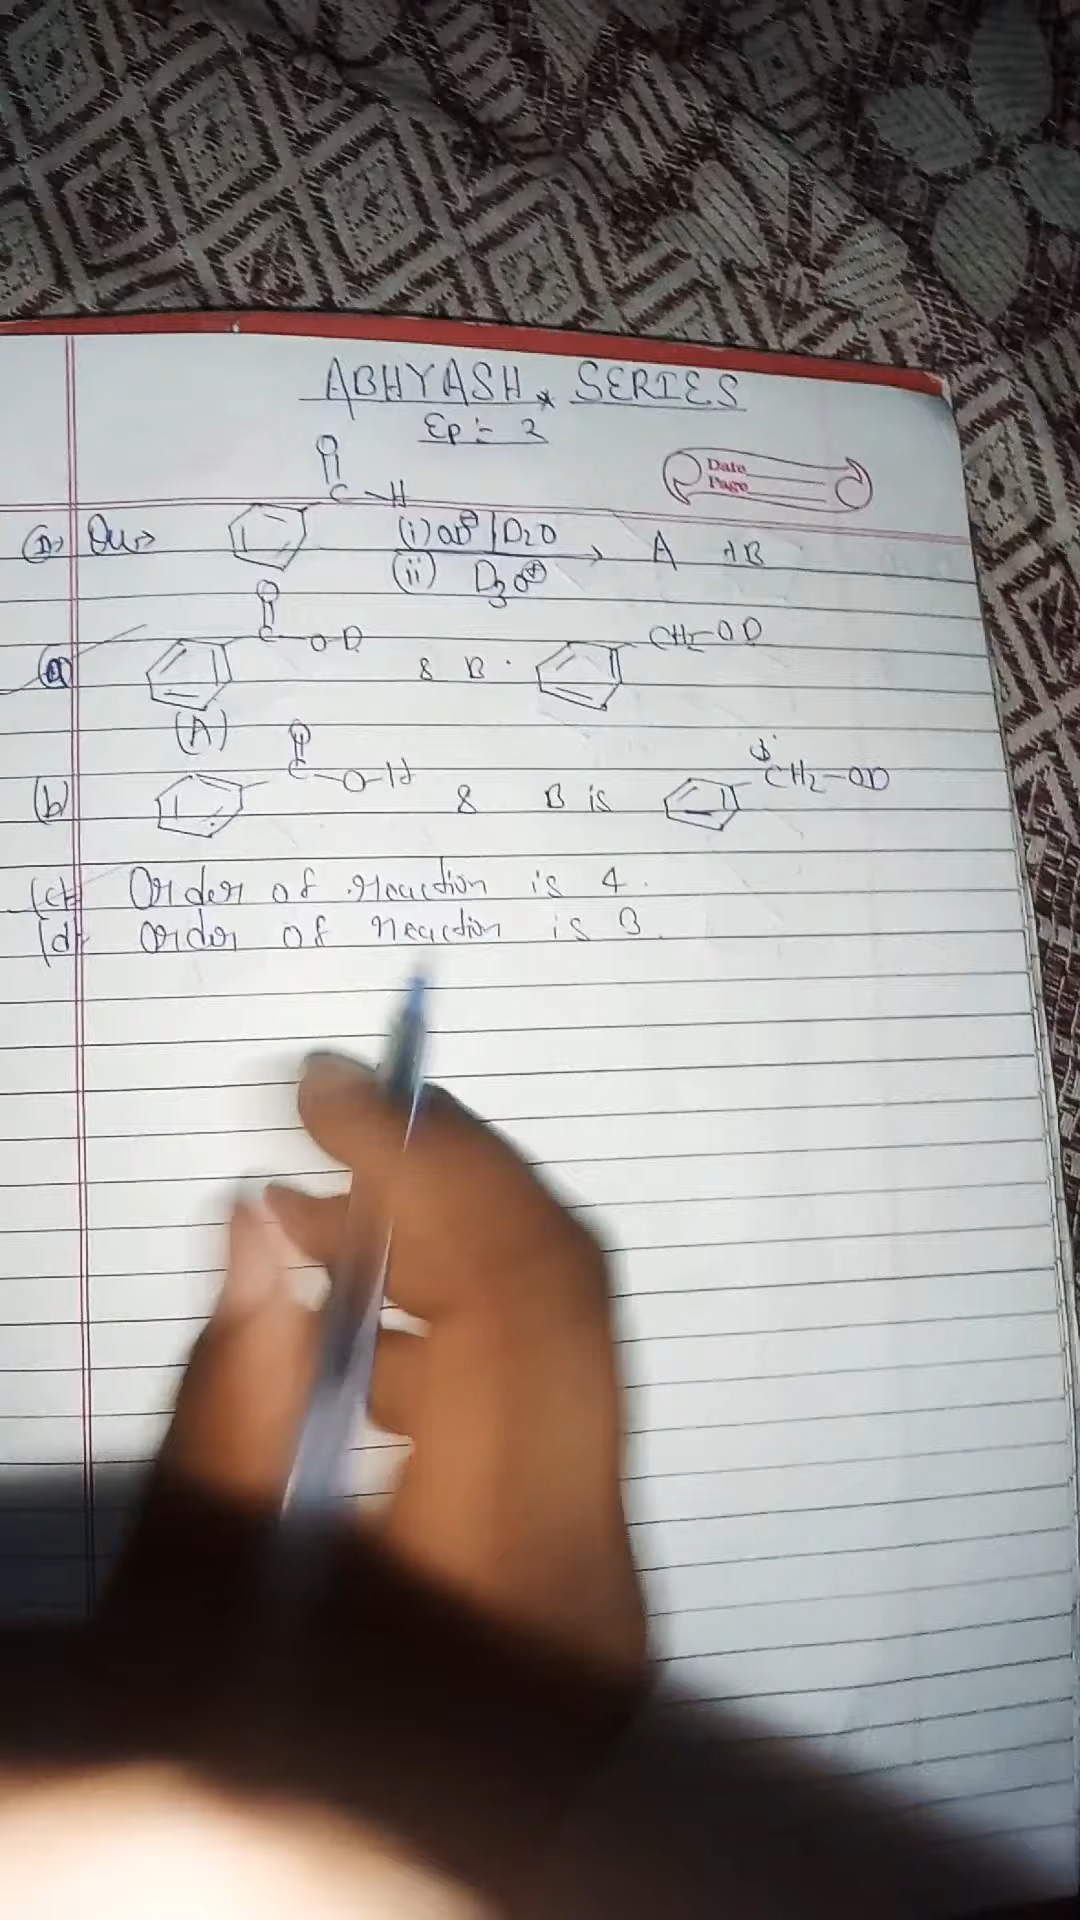 ABHYASH * SERIES
Ep :- 2
Date
Page
O
C-H
(1) Qu→ (i) OD⊖ | D2O → A + B
(ii) D3O⊕
O
(a) C-O-D & B. CH2-OD
(A)
O
(b) C-O-H & B is CH2-OD
(c) Order of reaction is 4.
(d) Order of reaction is 3.